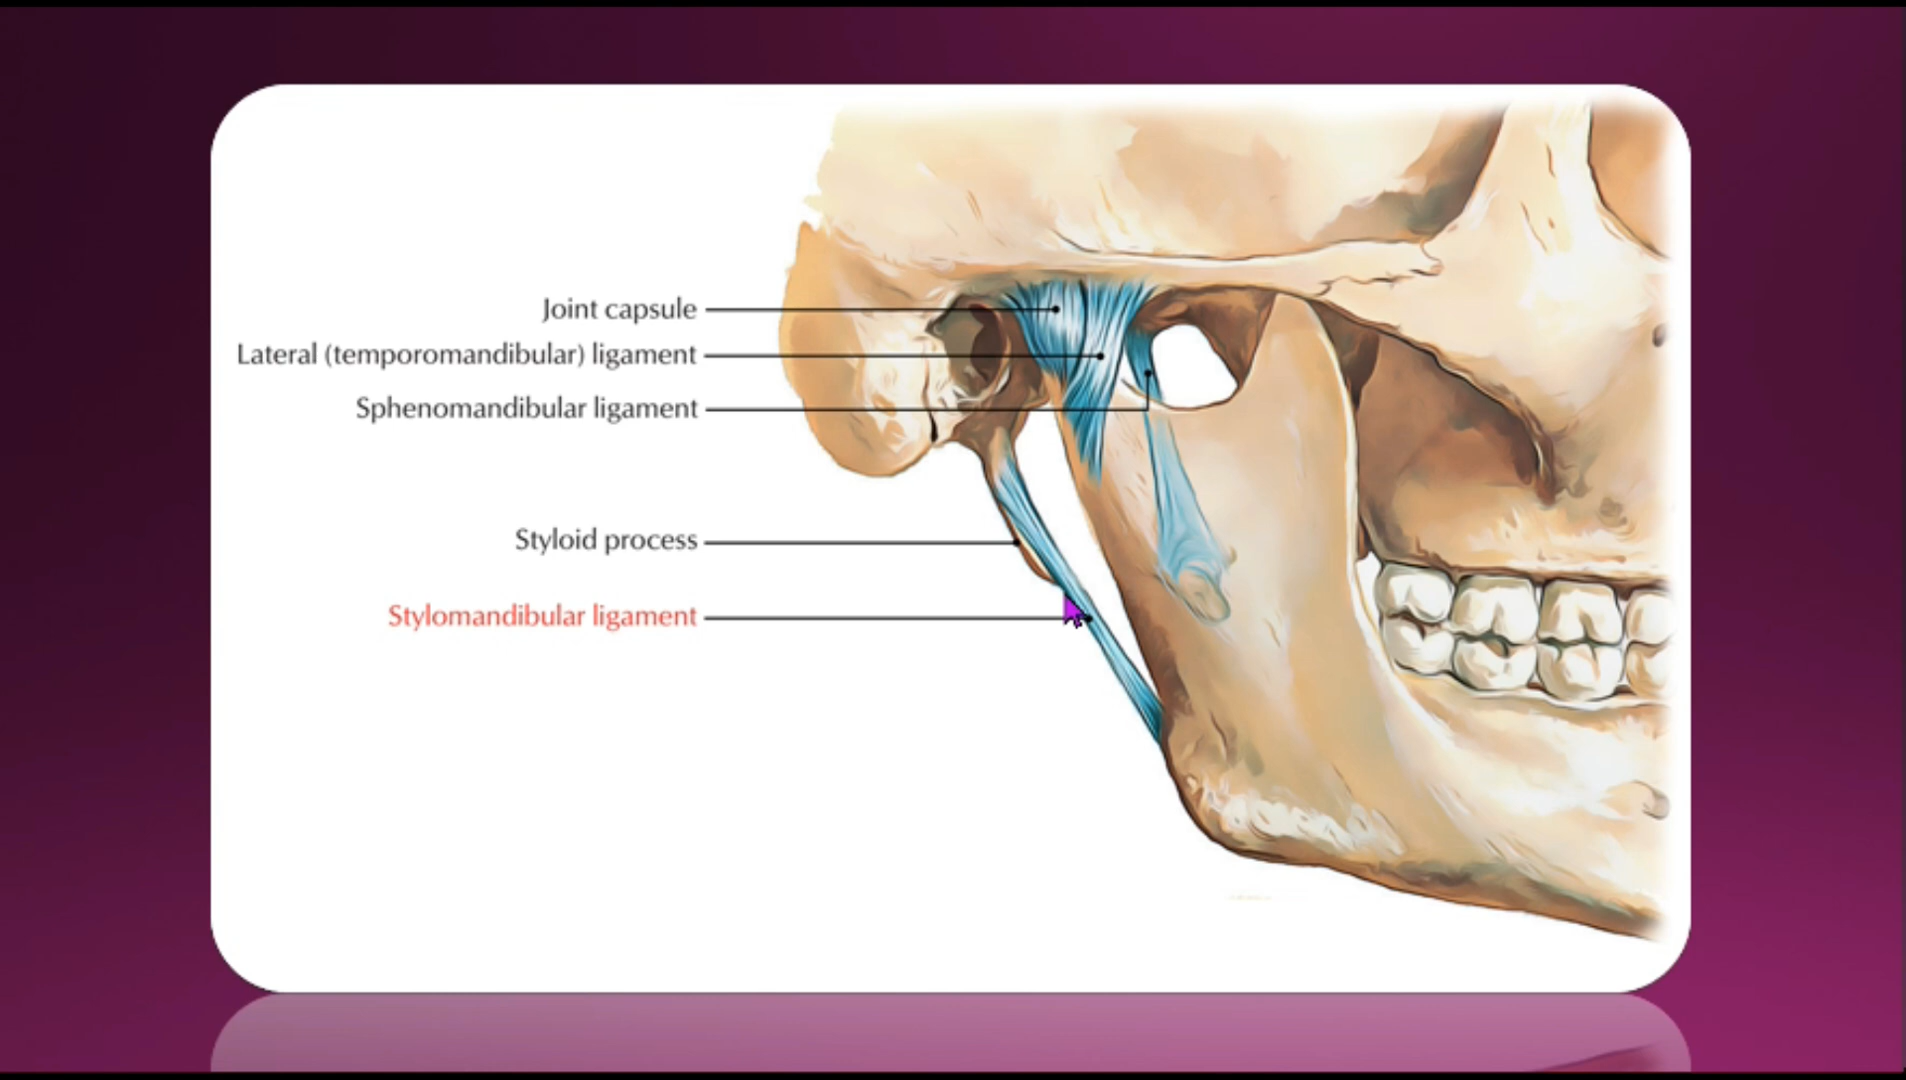 Joint capsule
Lateral (temporomandibular) ligament
Sphenomandibular ligament
Styloid process
Stylomandibular ligament